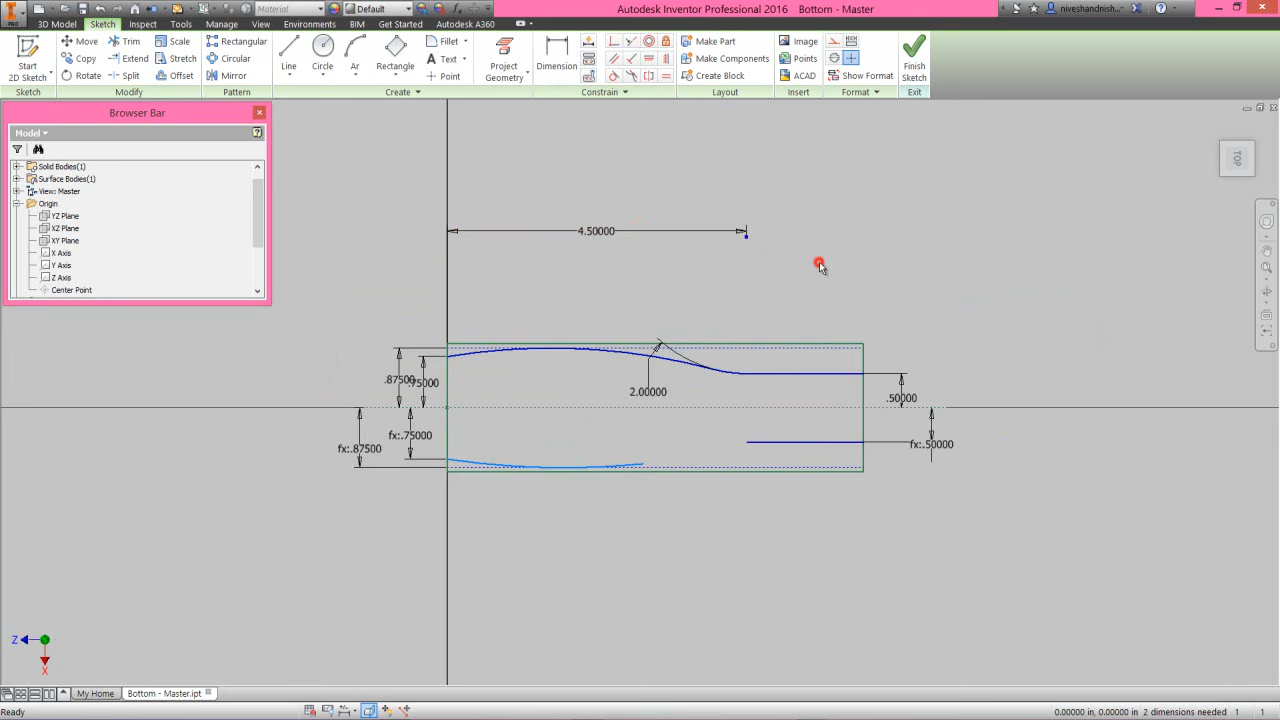 PRO
Material
Default
Autodesk Inventor Professional 2016 Bottom - Master
niveshandnish...
3D Model Sketch Inspect Tools Manage View Environments BIM Get Started Autodesk A360
Start
2D Sketch
Move Trim Scale
Copy Extend Stretch
Rotate Split Offset
Rectangular
Circular
Mirror
Line Circle Arc Rectangle
Fillet
Text
Point
Project
Geometry
Dimension
Make Part
Make Components
Create Block
Image
Points
ACAD
Show Format
Finish
Sketch
Sketch Modify Pattern Create Constrain Layout Insert Format Exit
Browser Bar
Model
Solid Bodies(1)
Surface Bodies(1)
View: Master
Origin
YZ Plane
XZ Plane
XY Plane
X Axis
Y Axis
Z Axis
Center Point
TOP
4.50000
.87500
.75000
2.00000
.50000
fx:.75000
fx:.87500
fx:.50000
Z
X
My Home Bottom - Master.ipt
Ready
0.00000 in, 0.00000 in 2 dimensions needed 1 1